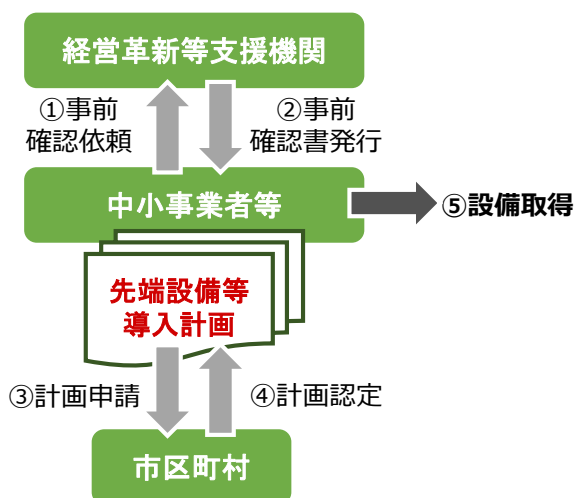 経営革新等支援機関
①事前
確認依頼
②事前
確認書発行
中小事業者等
⑤設備取得
先端設備等
導入計画
③計画申請
④計画認定
市区町村